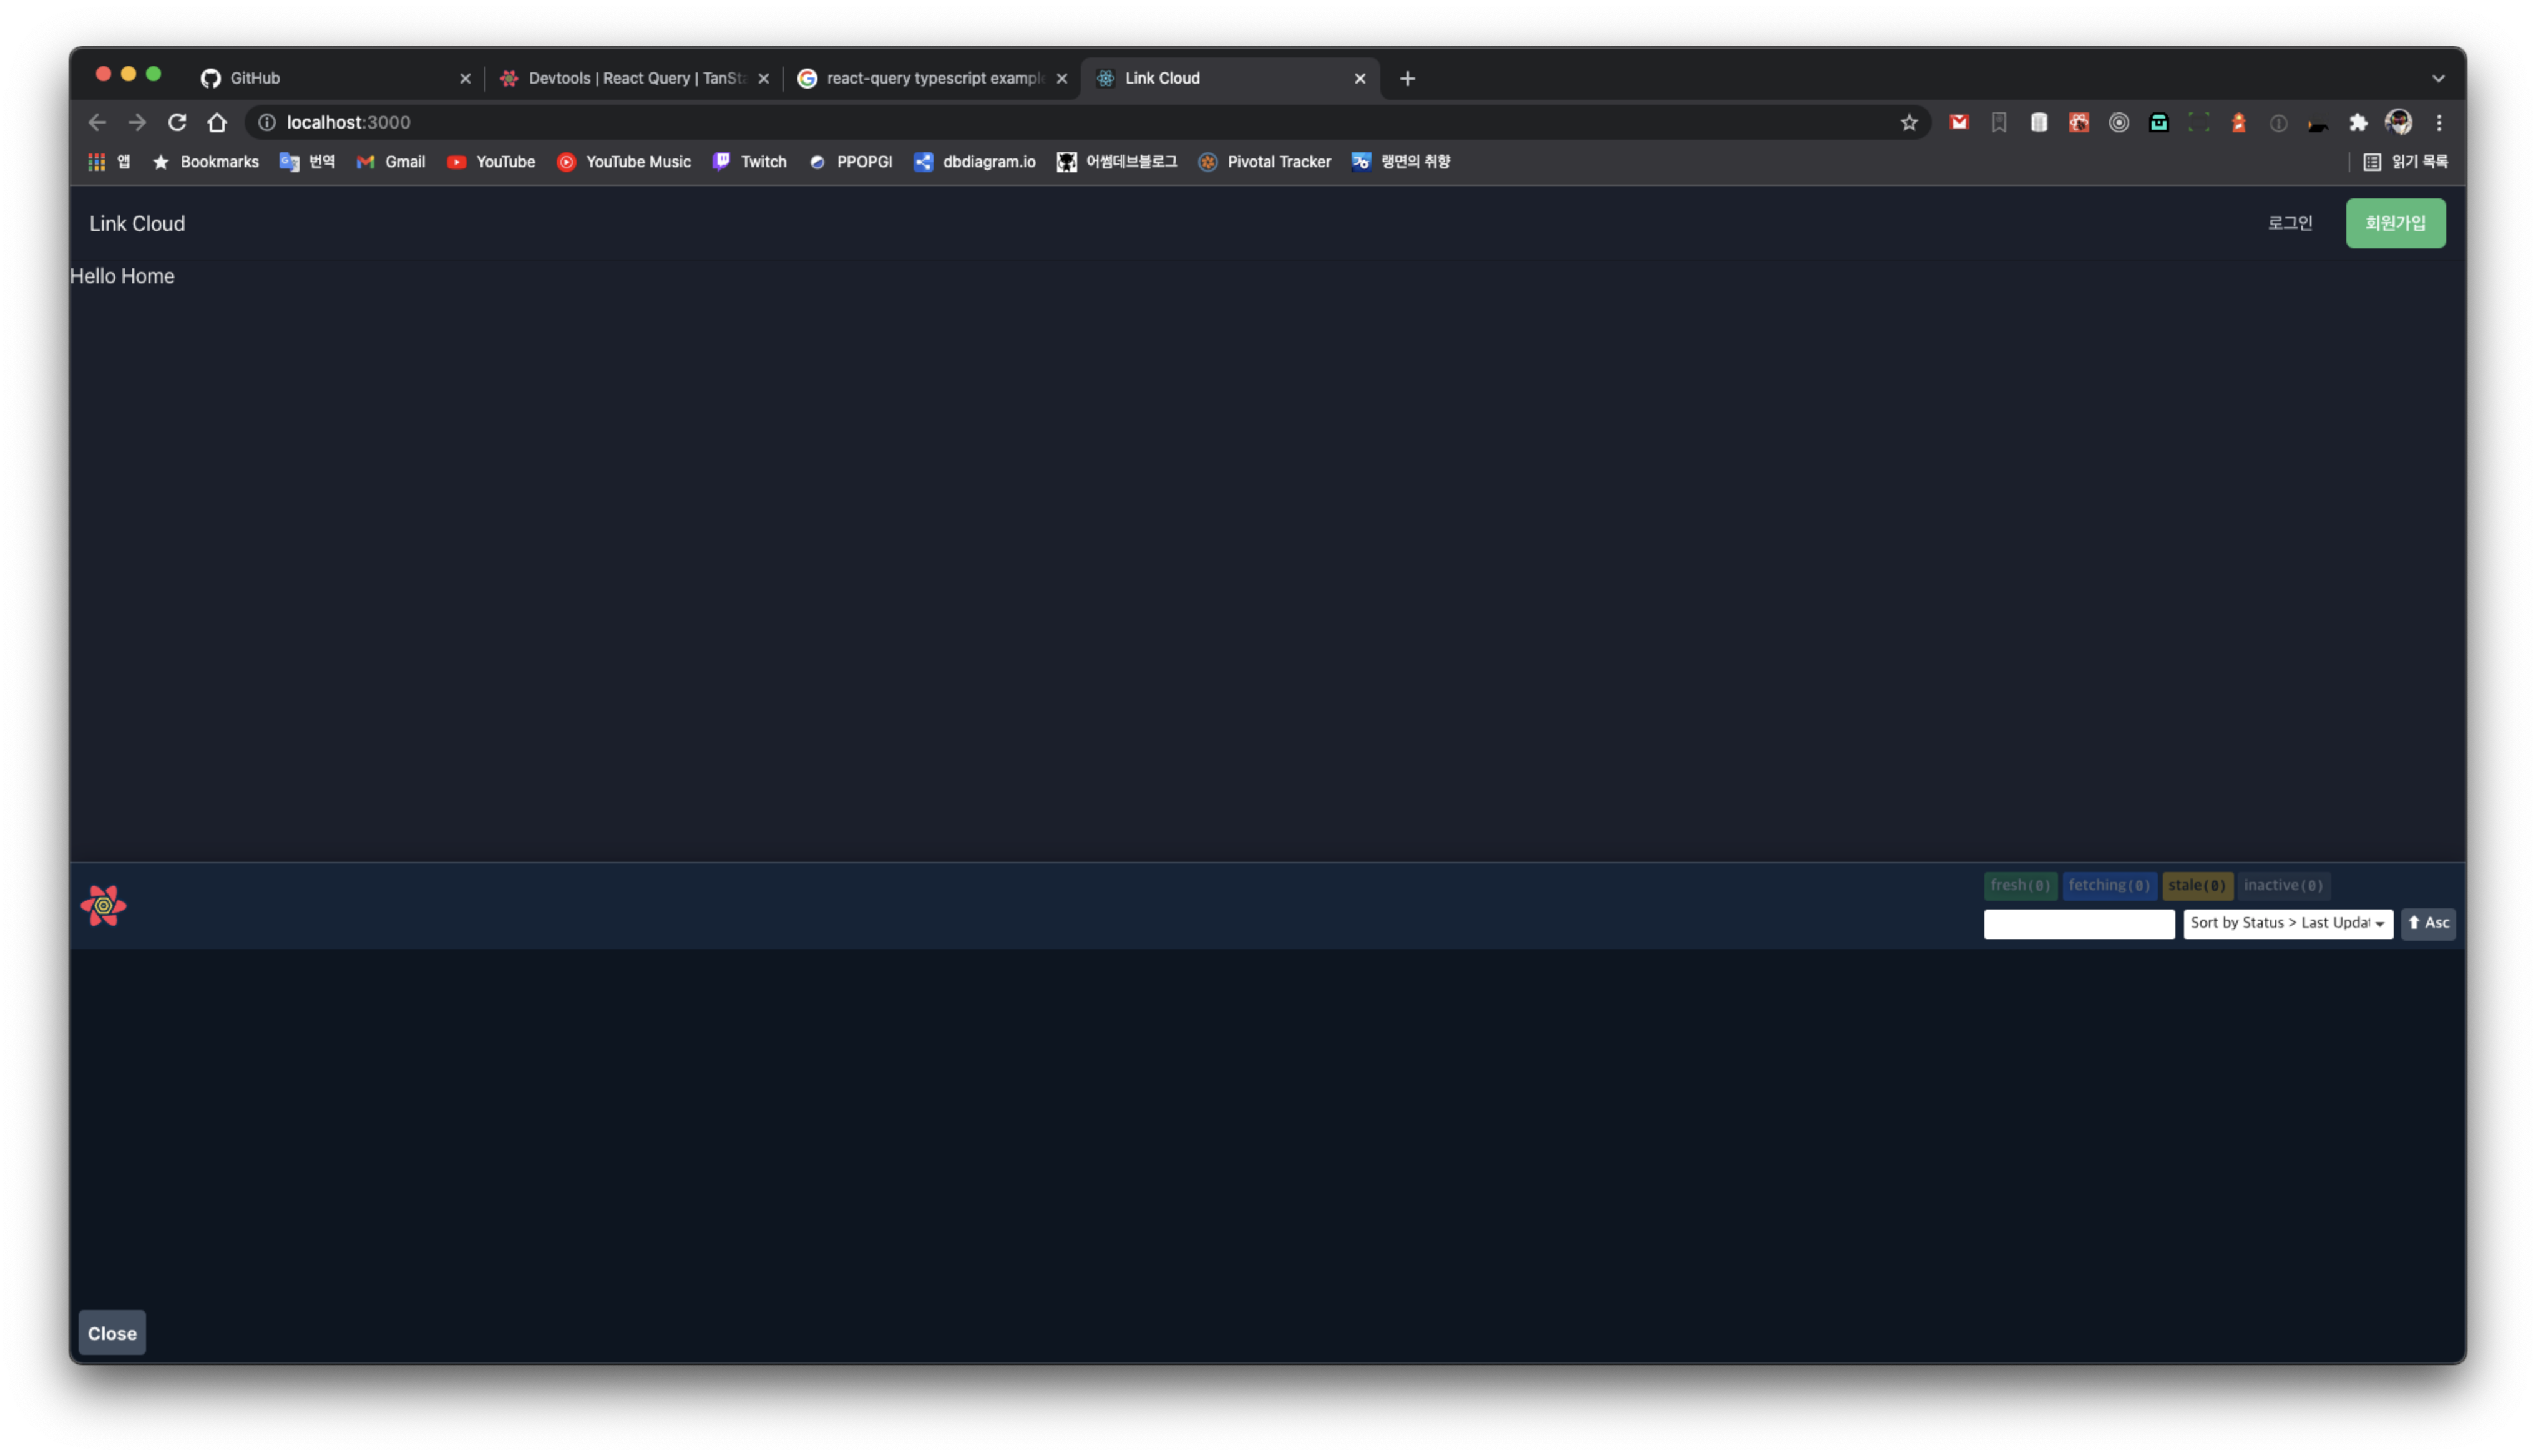 GitHub
Devtools | React Query | TanSta
react-query typescript example
Link Cloud
localhost:3000
앱
Bookmarks
번역
Gmail
YouTube
YouTube Music
Twitch
PPOPGI
dbdiagram.io
어썸데브블로그
Pivotal Tracker
랭면의 취향
읽기 목록
Link Cloud
로그인
회원가입
Hello Home
fresh(0) fetching(0) stale(0) inactive(0)
Sort by Status > Last Updat
Asc
Close